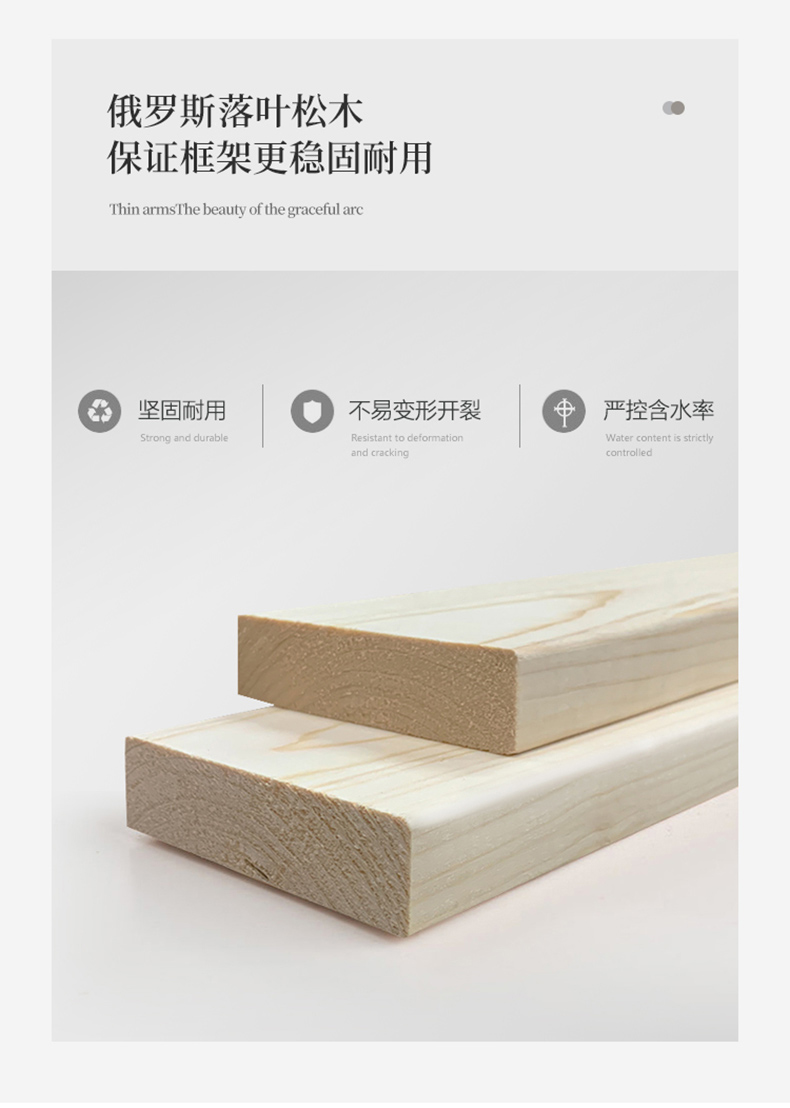 俄罗斯落叶松木
保证框架更稳固耐用
Thin armsThe beauty of the graceful arc
坚固耐用
Strong and durable
不易变形开裂
Resistant to deformation
and cracking
严控含水率
Water content is strictly
controlled